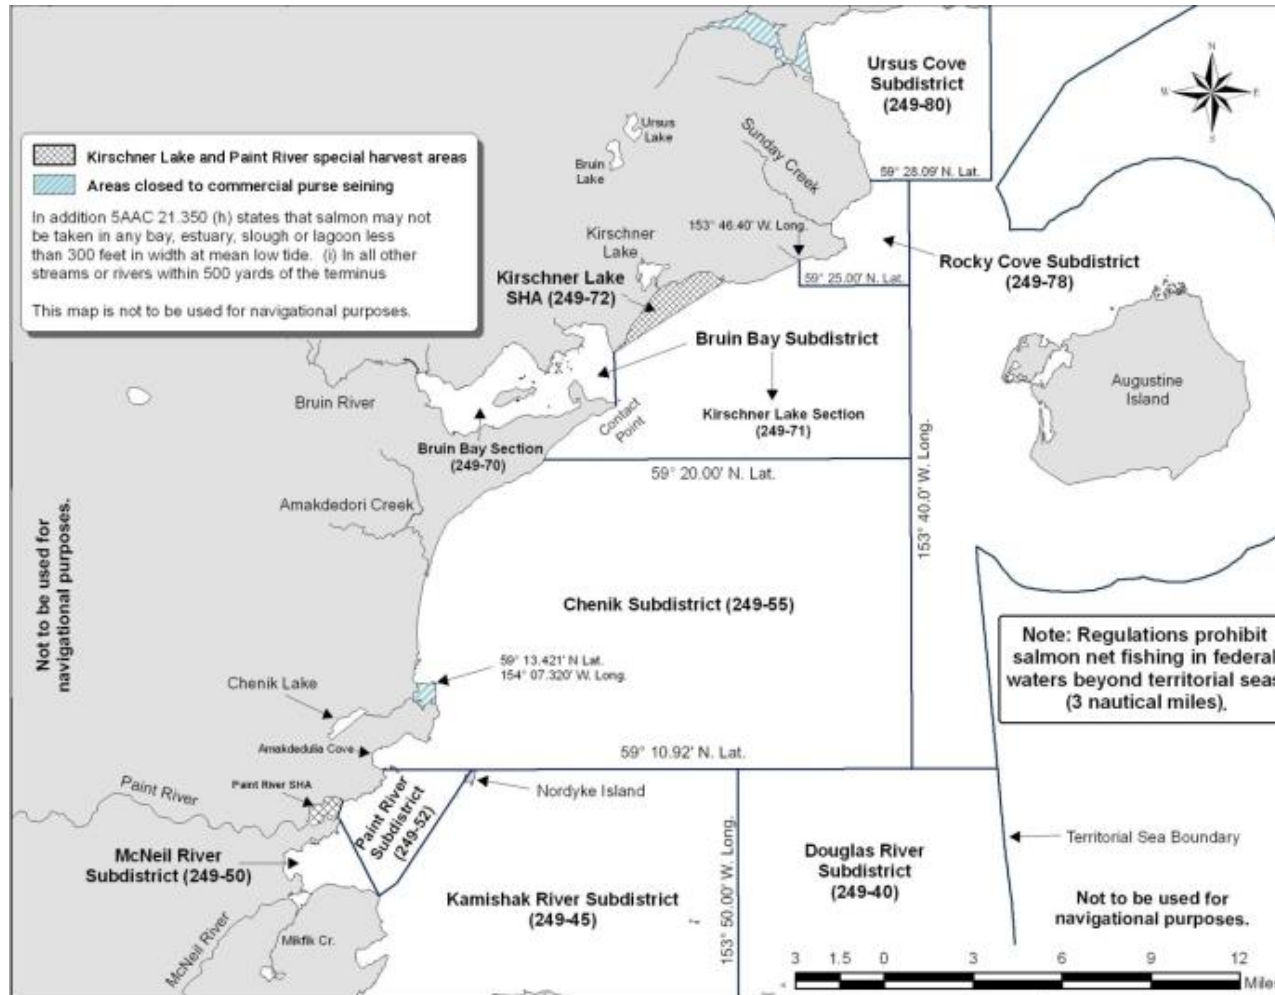 Ursus Cove
Subdistrict
(249-80)
N
W
E
S
Ursus
Lake
Bruin
Lake
Sunday Creek
59° 28.09' N. Lat.
Kirschner Lake and Paint River special harvest areas
Areas closed to commercial purse seining
In addition 5AAC 21.350 (h) states that salmon may not
be taken in any bay, estuary, slough or lagoon less
than 300 feet in width at mean low tide. (i) In all other
streams or rivers within 500 yards of the terminus
This map is not to be used for navigational purposes.
153° 46.40' W. Long.
Kirschner
Lake
Kirschner Lake
SHA (249-72)
59° 25.00' N. Lat.
Rocky Cove Subdistrict
(249-78)
Bruin Bay Subdistrict
Augustine
Island
Bruin River
Contact
Point
Kirschner Lake Section
(249-71)
Bruin Bay Section
(249-70)
59° 20.00' N. Lat.
153° 40.0' W. Long.
Amakdedori Creek
Not to be used for
navigational purposes.
Chenik Subdistrict (249-55)
Note: Regulations prohibit
salmon net fishing in federal
waters beyond territorial seas
(3 nautical miles).
59° 13.421' N Lat.
154° 07.320' W. Long.
Chenik Lake
Amakdedulia Cove
59° 10.92' N. Lat.
Paint River SHA
Paint River
Paint River
Subdistrict
(249-52)
Nordyke Island
Territorial Sea Boundary
McNeil River
Subdistrict (249-50)
Douglas River
Subdistrict
(249-40)
153° 50.00' W. Long.
Kamishak River Subdistrict
(249-45)
Not to be used for
navigational purposes.
McNeil River
Mikfik Cr.
3 1.5 0 3 6 9 12
Miles